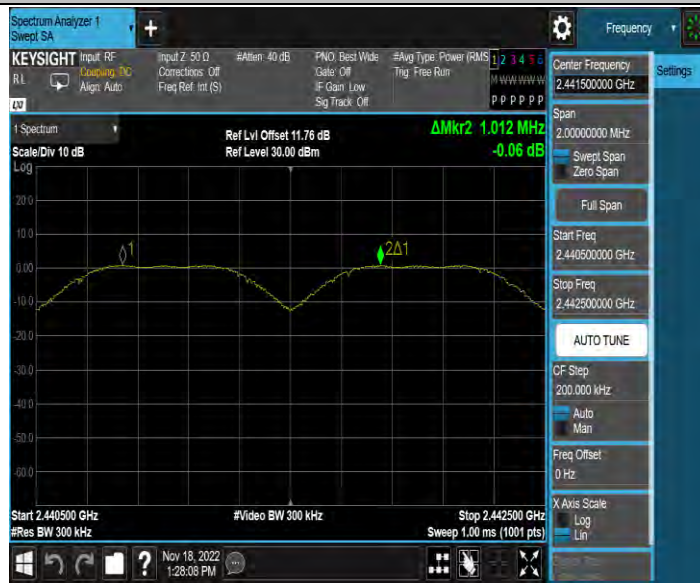 Spectrum Analyzer 1
Swept SA
Frequency
KEYSIGHT
RL
LXI
Input: RF
Coupling: DC
Align: Auto
Input Z: 50 Ω
Corrections: Off
Freq Ref: Int (S)
#Atten: 40 dB
PNO: Best Wide
Gate: Off
IF Gain: Low
Sig Track: Off
#Avg Type: Power (RMS
Trig: Free Run
1 2 3 4 5 6
M W W W W W
P P P P P P
1 Spectrum
Scale/Div 10 dB
Ref Lvl Offset 11.76 dB
Ref Level 30.00 dBm
ΔMkr2 1.012 MHz
-0.06 dB
Log
20.0
10.0
0.00
-10.0
-20.0
-30.0
-40.0
-50.0
-60.0
1
2Δ1
Start 2.440500 GHz
#Res BW 300 kHz
#Video BW 300 kHz
Stop 2.442500 GHz
Sweep 1.00 ms (1001 pts)
Center Frequency
2.441500000 GHz
Settings
Span
2.00000000 MHz
Swept Span
Zero Span
Full Span
Start Freq
2.440500000 GHz
Stop Freq
2.442500000 GHz
AUTO TUNE
CF Step
200.000 kHz
Auto
Man
Freq Offset
0 Hz
X Axis Scale
Log
Lin
Nov 18, 2022
1:28:08 PM